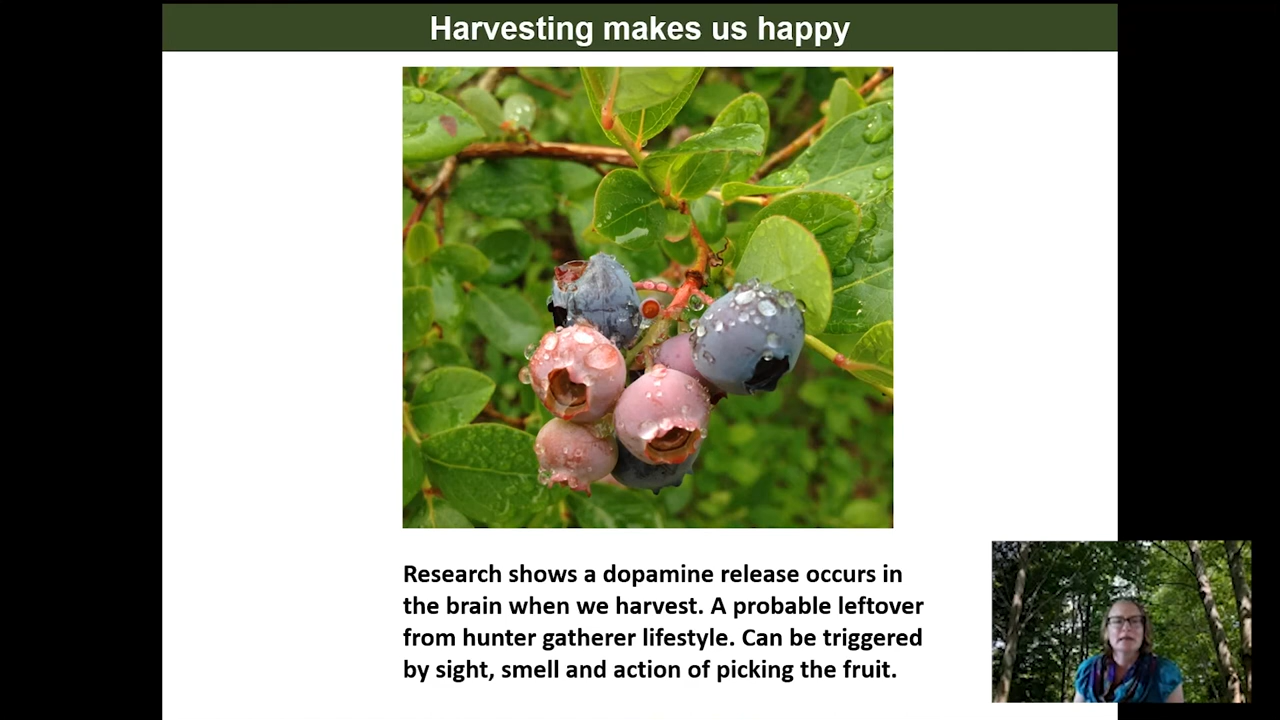 Harvesting makes us happy
Research shows a dopamine release occurs in
the brain when we harvest. A probable leftover
from hunter gatherer lifestyle. Can be triggered
by sight, smell and action of picking the fruit.